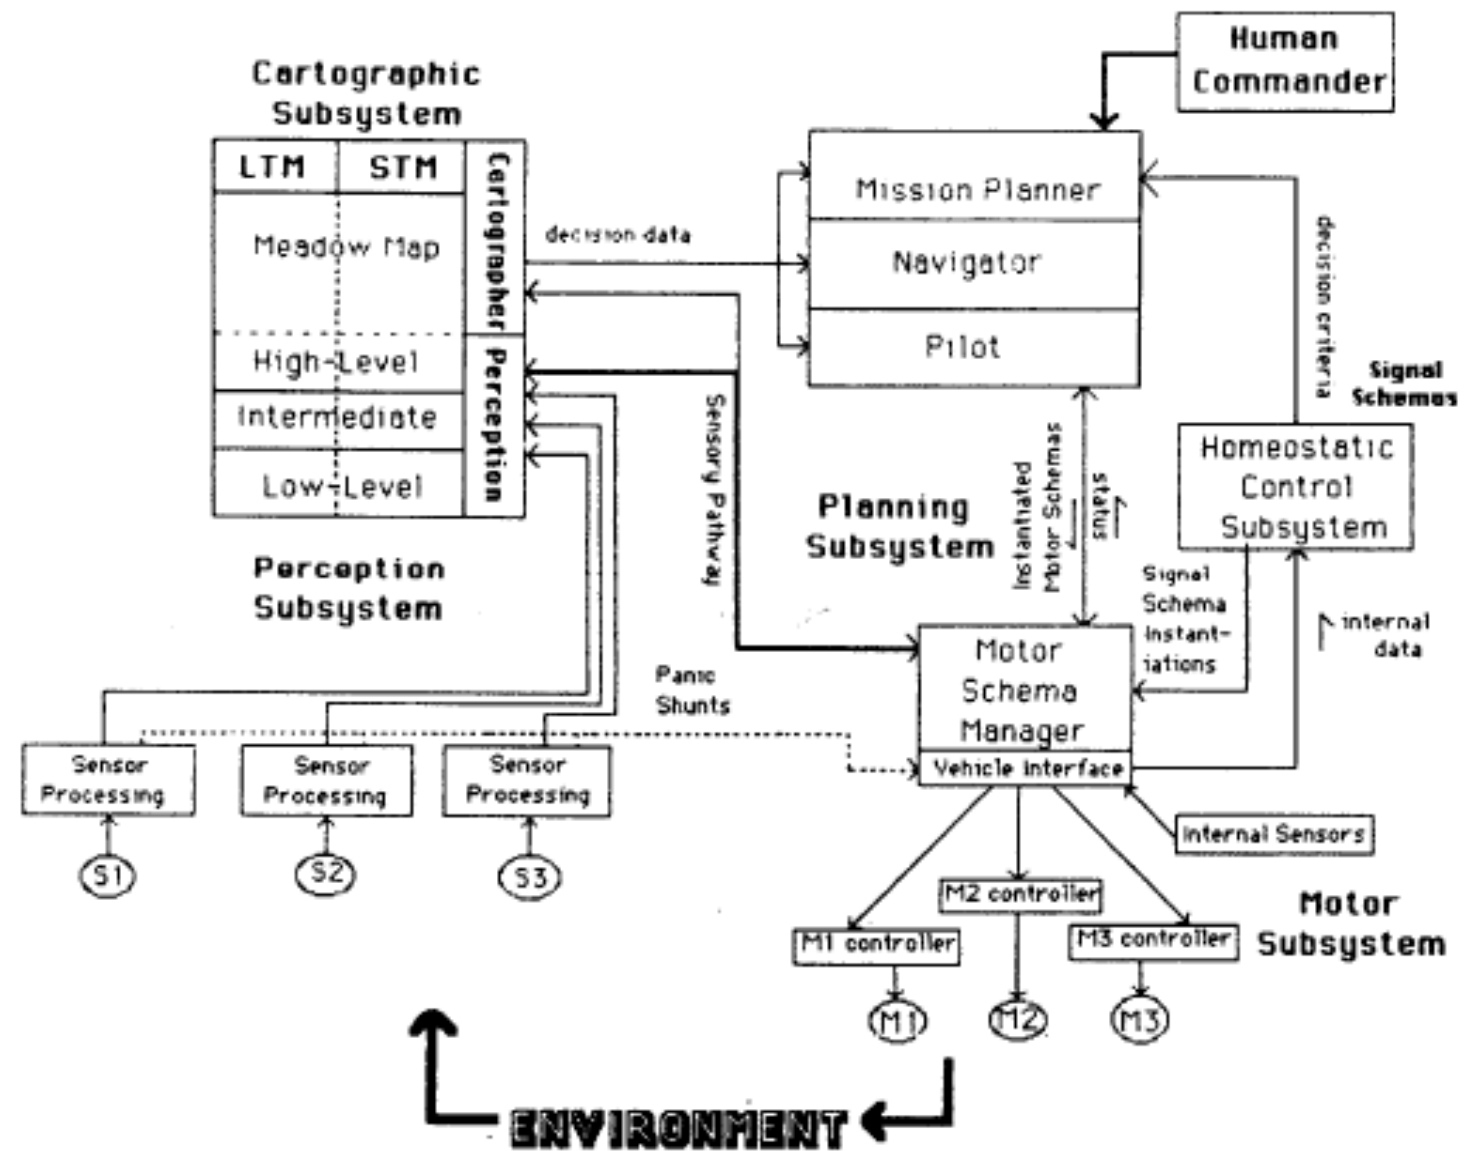 Human
Commander
Cartographic
Subsystem
LTM
STM
Cartographer
Meadow Map
decision data
Mission Planner
Navigator
Pilot
decision criteria
Signal
Schemas
High-Level
Intermediate
Low-Level
Perception
Sensory Pathway
Perception
Subsystem
Planning
Subsystem
Instantiated
Motor Schemas
status
Homeostatic
Control
Subsystem
Signal
Schema
Instant-
iations
internal
data
Motor
Schema
Manager
Vehicle Interface
Panic
Shunts
Sensor
Processing
Sensor
Processing
Sensor
Processing
S1
S2
S3
Internal Sensors
M2 controller
M1 controller
M3 controller
Motor
Subsystem
M1
M2
M3
ENVIRONMENT